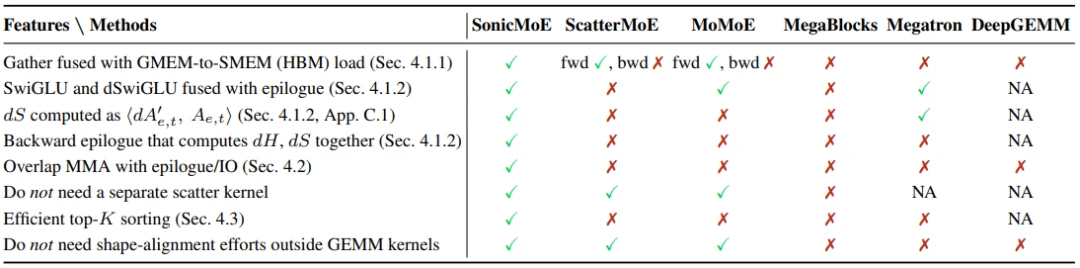 Features \ Methods SonicMoE ScatterMoE MoMoE MegaBlocks Megatron DeepGEMM
Gather fused with GMEM-to-SMEM (HBM) load (Sec. 4.1.1) ✓ fwd ✓, bwd ✗ fwd ✓, bwd ✗ ✗ ✗ ✗
SwiGLU and dSwiGLU fused with epilogue (Sec. 4.1.2) ✓ ✗ ✓ ✗ ✓ NA
dS computed as ⟨dA′e,t, Ae,t⟩ (Sec. 4.1.2, App. C.1) ✓ ✗ ✗ ✗ ✓ NA
Backward epilogue that computes dH, dS together (Sec. 4.1.2) ✓ ✗ ✗ ✗ ✗ NA
Overlap MMA with epilogue/IO (Sec. 4.2) ✓ ✗ ✗ ✗ ✗ ✗
Do not need a separate scatter kernel ✓ ✓ ✓ ✗ NA NA
Efficient top-K sorting (Sec. 4.3) ✓ ✗ ✗ ✗ ✗ NA
Do not need shape-alignment efforts outside GEMM kernels ✓ ✓ ✓ ✗ ✗ ✗